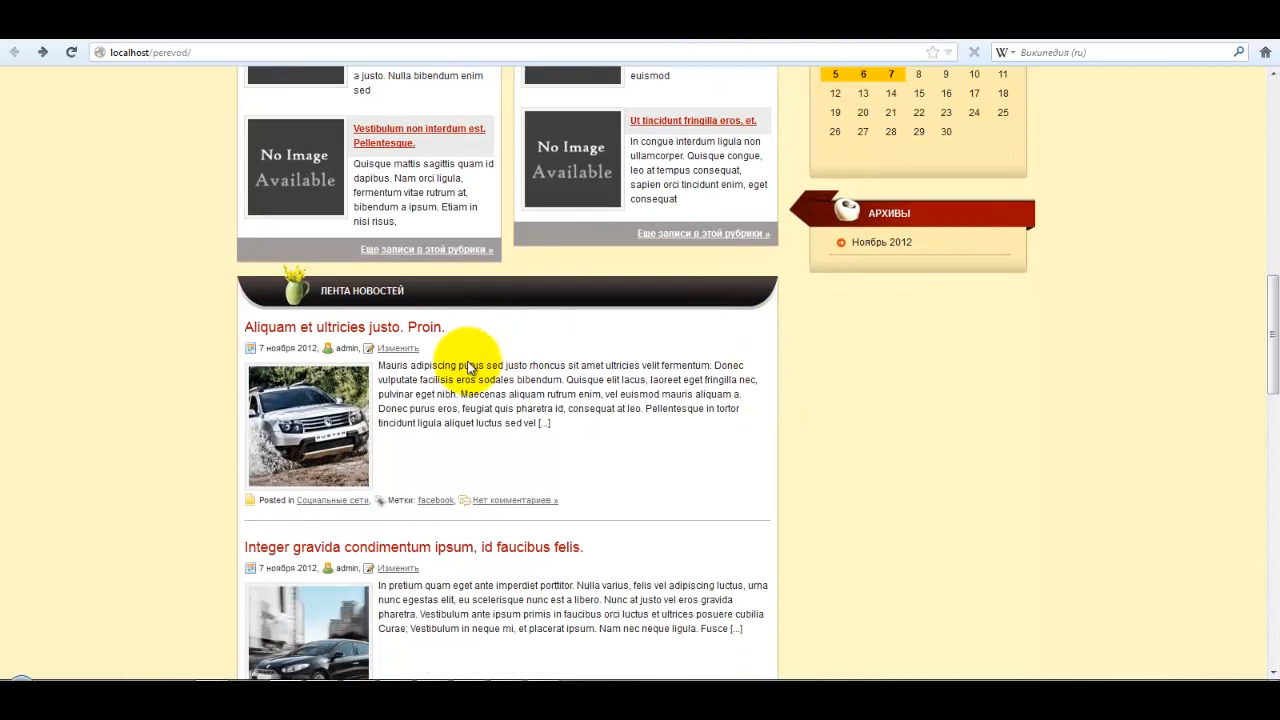 localhost/perevod/
W Википедия (ru)
a justo. Nulla bibendum enim
sed
Vestibulum non interdum est.
Pellentesque.
No Image
Available
Quisque mattis sagittis quam id
dapibus. Nam orci ligula,
fermentum vitae rutrum at,
bibendum a ipsum. Etiam in
nisi risus,
Еще записи в этой рубрики »
euismod
Ut tincidunt fringilla eros, et.
No Image
Available
In congue interdum ligula non
ullamcorper. Quisque congue,
leo at tempus consequat,
sapien orci tincidunt enim, eget
consequat
Еще записи в этой рубрики »
5 6 7 8 9 10 11
12 13 14 15 16 17 18
19 20 21 22 23 24 25
26 27 28 29 30
АРХИВЫ
Ноябрь 2012
ЛЕНТА НОВОСТЕЙ
Aliquam et ultricies justo. Proin.
7 ноября 2012, admin, Изменить
Mauris adipiscing purus sed justo rhoncus sit amet ultricies velit fermentum. Donec
vulputate facilisis eros sodales bibendum. Quisque elit lacus, laoreet eget fringilla nec,
pulvinar eget nibh. Maecenas aliquam rutrum enim, vel euismod mauris aliquam a.
Donec purus eros, feugiat quis pharetra id, consequat at leo. Pellentesque in tortor
tincidunt ligula aliquet luctus sed vel [...]
DUSTER
Posted in Социальные сети, Метки: facebook, Нет комментариев »
Integer gravida condimentum ipsum, id faucibus felis.
7 ноября 2012, admin, Изменить
In pretium quam eget ante imperdiet porttitor. Nulla varius, felis vel adipiscing luctus, urna
nunc egestas elit, eu scelerisque nunc est a libero. Nunc at justo vel eros gravida
pharetra. Vestibulum ante ipsum primis in faucibus orci luctus et ultrices posuere cubilia
Curae; Vestibulum in neque mi, et placerat ipsum. Nam nec neque ligula. Fusce [...]